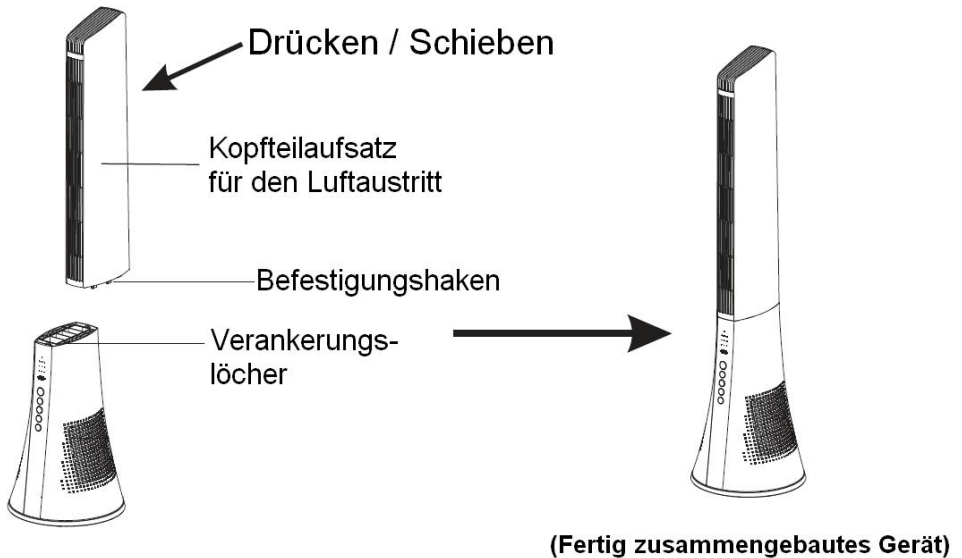 Drücken / Schieben
Kopfteilaufsatz
für den Luftaustritt
Befestigungshaken
Verankerungs-
löcher
(Fertig zusammengebautes Gerät)